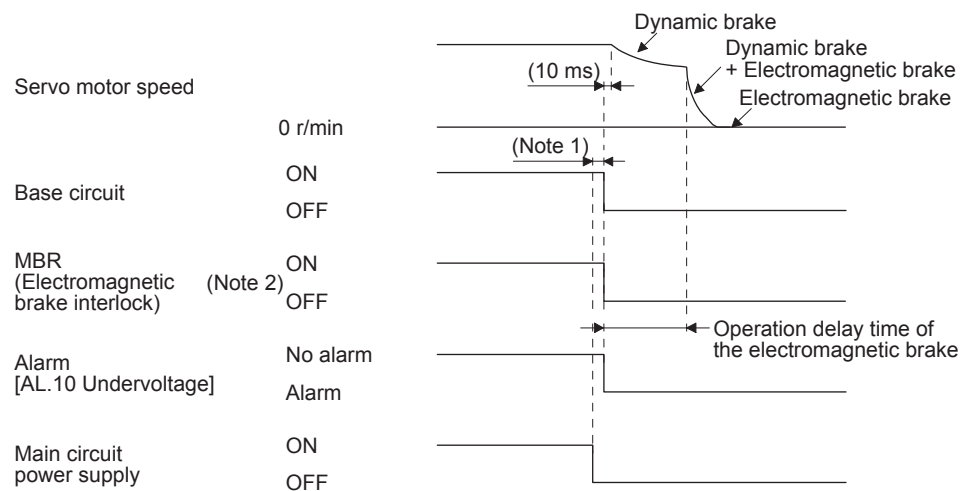 Dynamic brake
Dynamic brake
+ Electromagnetic brake
(10 ms)
Servo motor speed
Electromagnetic brake
0 r/min
(Note 1)
Base circuit
ON
OFF
MBR
(Electromagnetic
brake interlock)
(Note 2)
ON
OFF
Operation delay time of
the electromagnetic brake
Alarm
[AL.10 Undervoltage]
No alarm
Alarm
Main circuit
power supply
ON
OFF